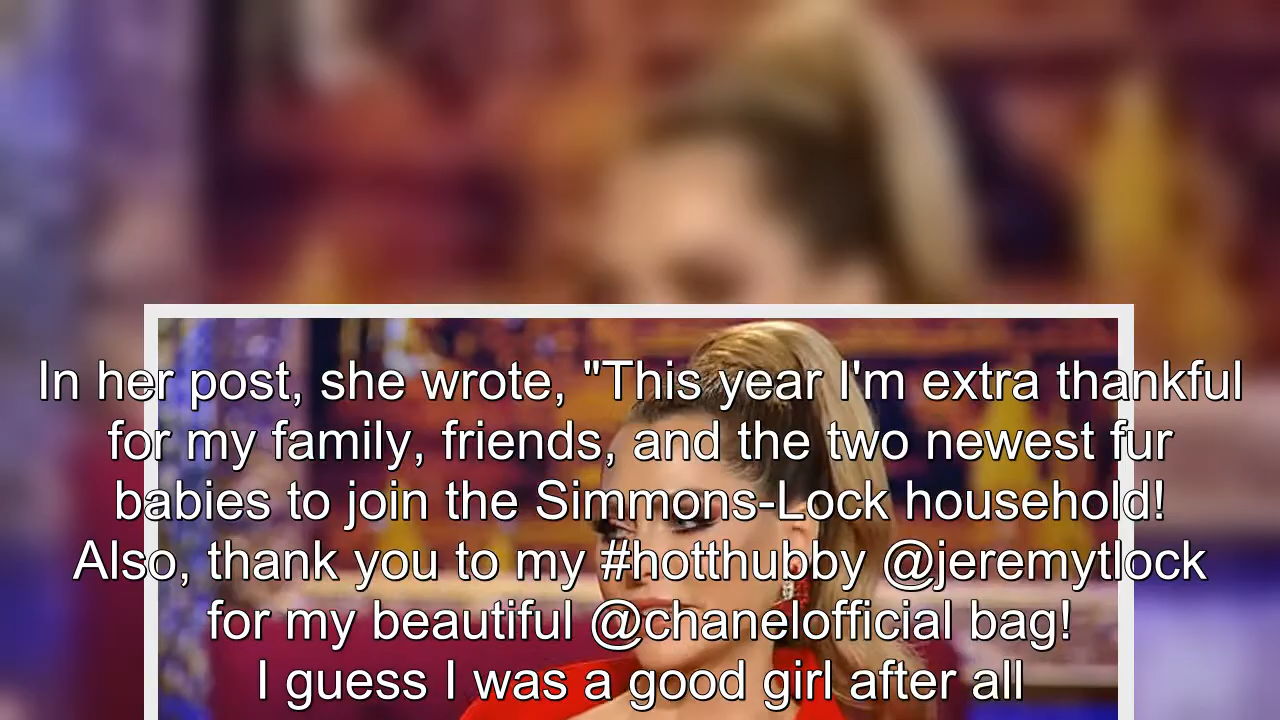 In her post, she wrote, "This year I'm extra thankful
for my family, friends, and the two newest fur
babies to join the Simmons-Lock household!
Also, thank you to my #hotthubby @jeremytlock
for my beautiful @chanelofficial bag!
I guess I was a good girl after all